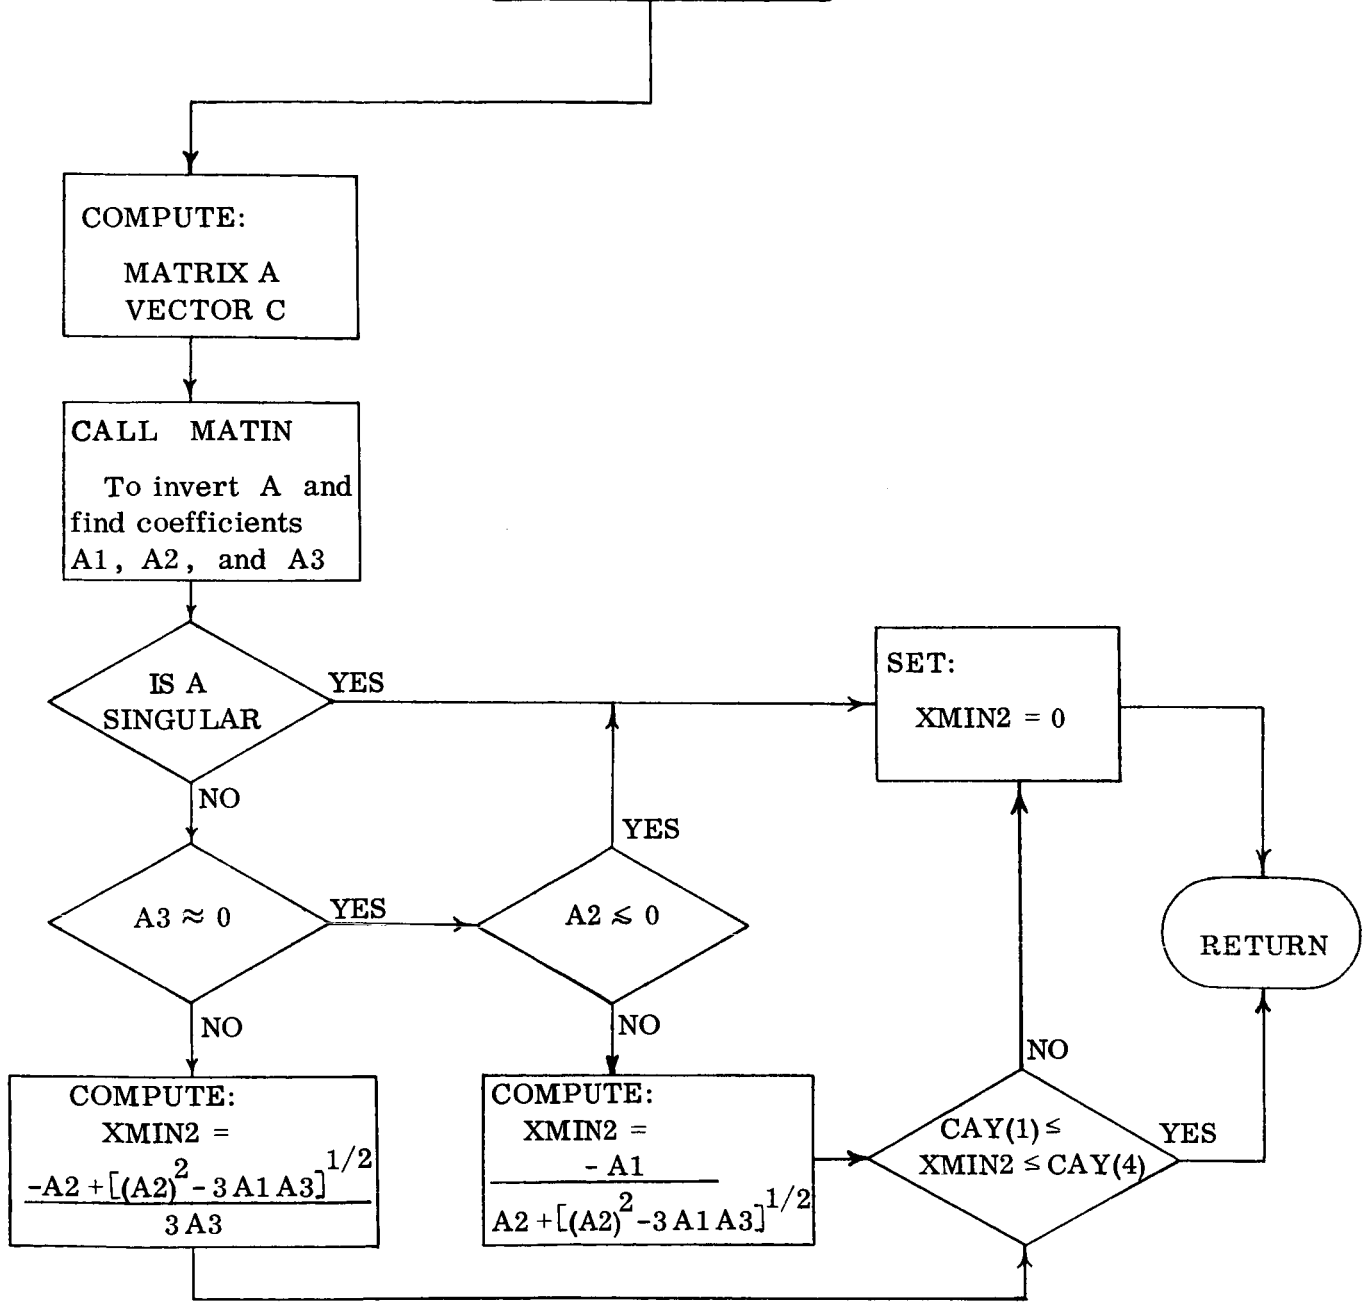 COMPUTE:
MATRIX A
VECTOR C
CALL MATIN
To invert A and
find coefficients
A1, A2, and A3
IS A
SINGULAR
YES
NO
SET:
XMIN2 = 0
A3 ≈ 0
YES
NO
A2 ⩽ 0
YES
NO
RETURN
COMPUTE:
XMIN2 =
-A2 + [(A2)² - 3 A1 A3]^1/2
3 A3
COMPUTE:
XMIN2 =
- A1
A2 + [(A2)² - 3 A1 A3]^1/2
NO
CAY(1) ≤
XMIN2 ≤ CAY(4)
YES